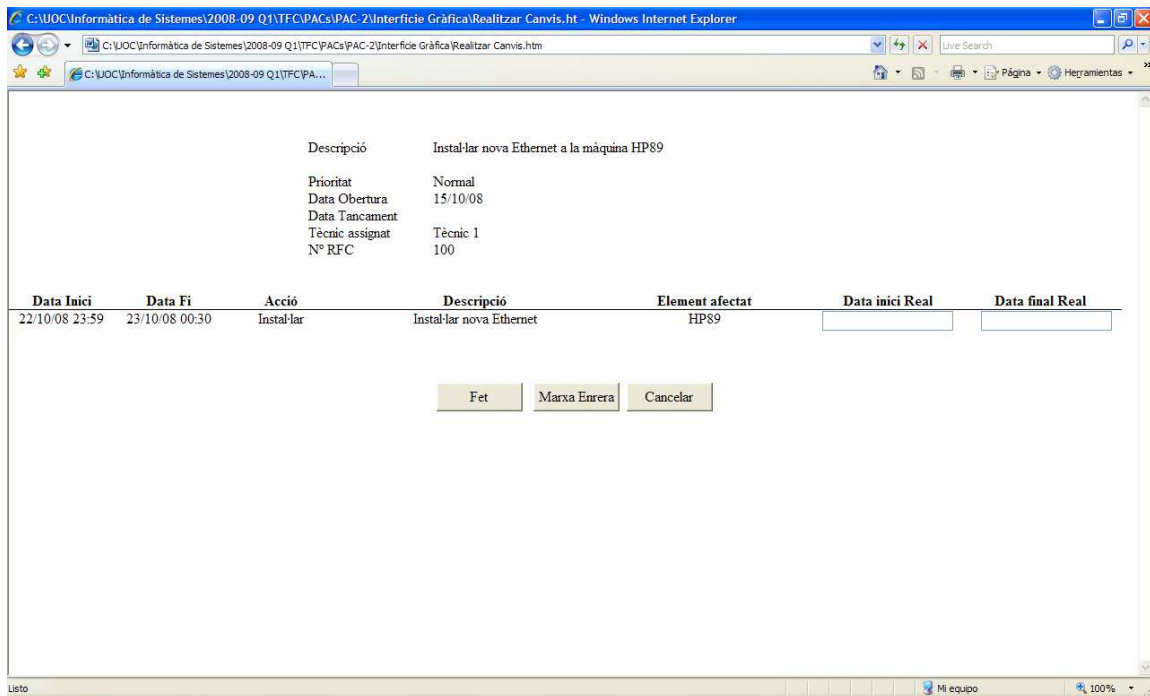 C:\UOC\Informàtica de Sistemes\2008-09 Q1\TFC\PACs\PAC-2\Interficie Gràfica\Realitzar Canvis.ht - Windows Internet Explorer
C:\UOC\Informàtica de Sistemes\2008-09 Q1\TFC\PACs\PAC-2\Interficie Gràfica\Realitzar Canvis.htm Live Search
C:\UOC\Informàtica de Sistemes\2008-09 Q1\TFC\PA... Página Herramientas
Descripció Instal·lar nova Ethernet a la màquina HP89
Prioritat Normal
Data Obertura 15/10/08
Data Tancament
Tècnic assignat Tècnic 1
Nº RFC 100
Data Inici Data Fi Acció Descripció Element afectat Data inici Real Data final Real
22/10/08 23:59 23/10/08 00:30 Instal·lar Instal·lar nova Ethernet HP89
Fet Marxa Enrera Cancelar
Listo Mi equipo 100%